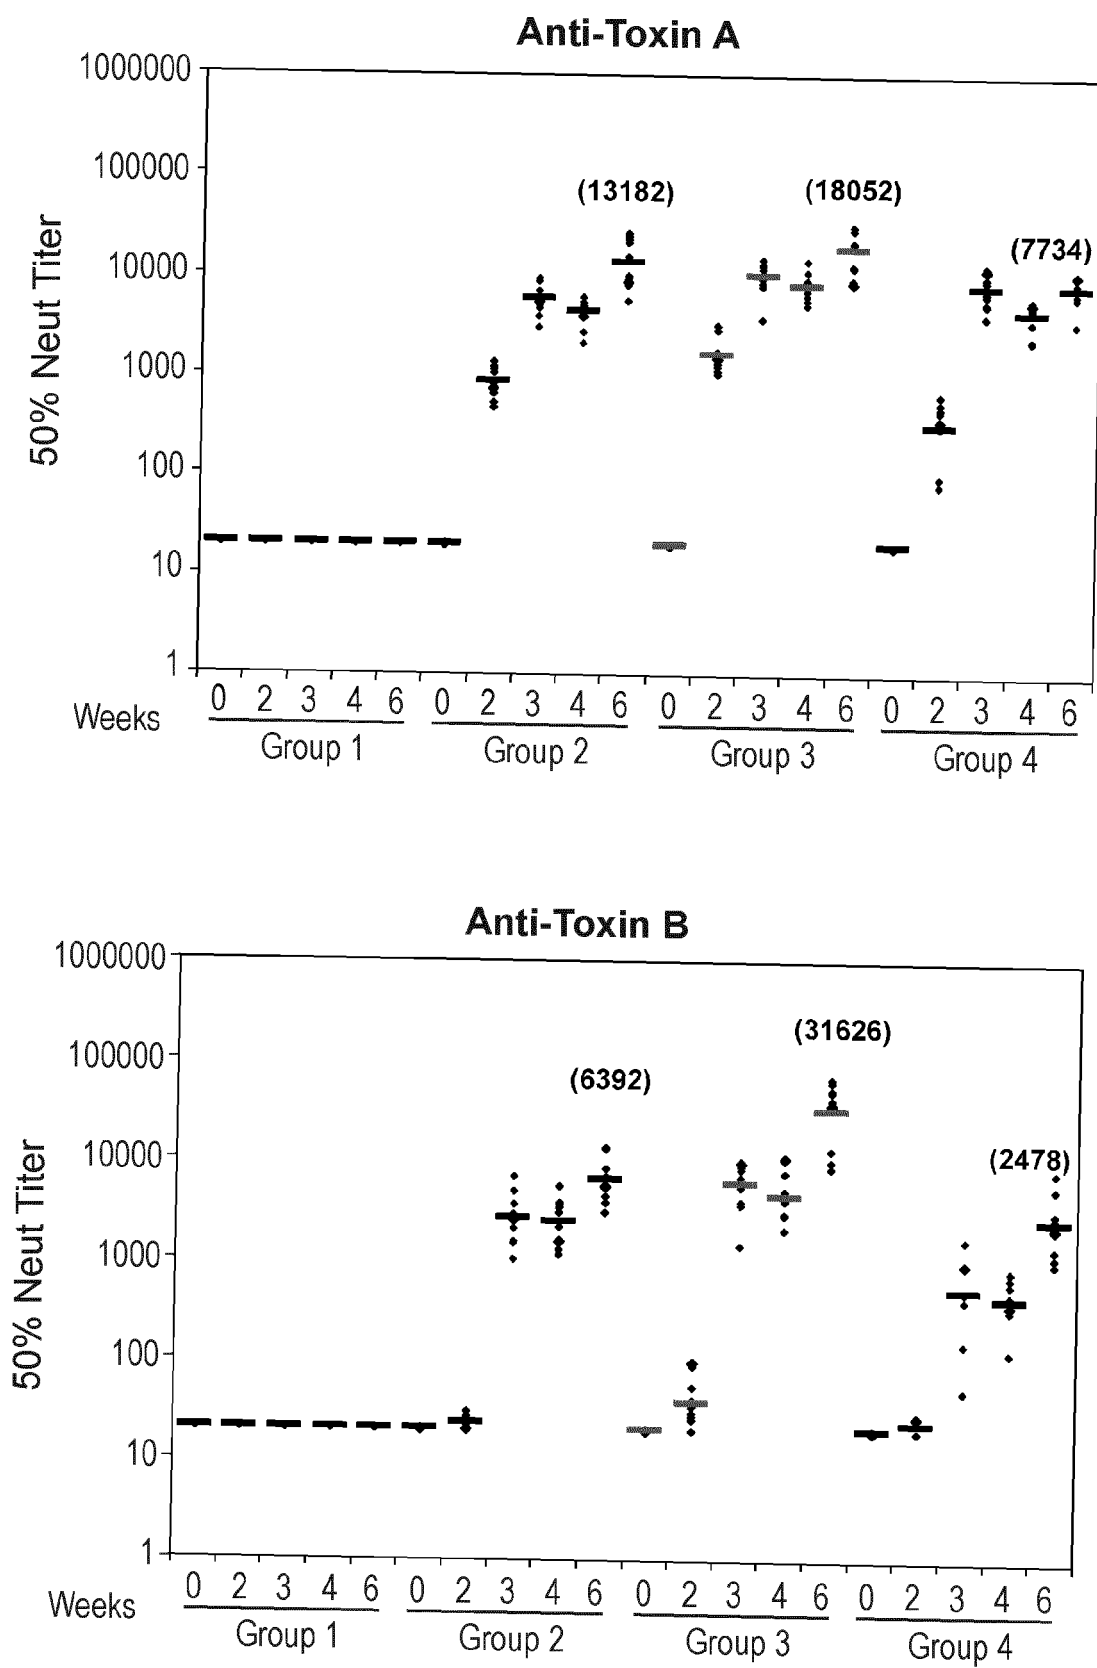 Anti-Toxin A
1000000
100000
10000
1000
100
10
1
50% Neut Titer
(13182)
(18052)
(7734)
Weeks 0 2 3 4 6 0 2 3 4 6 0 2 3 4 6 0 2 3 4 6
Group 1 Group 2 Group 3 Group 4
Anti-Toxin B
1000000
100000
10000
1000
100
10
1
50% Neut Titer
(6392)
(31626)
(2478)
Weeks 0 2 3 4 6 0 2 3 4 6 0 2 3 4 6 0 2 3 4 6
Group 1 Group 2 Group 3 Group 4